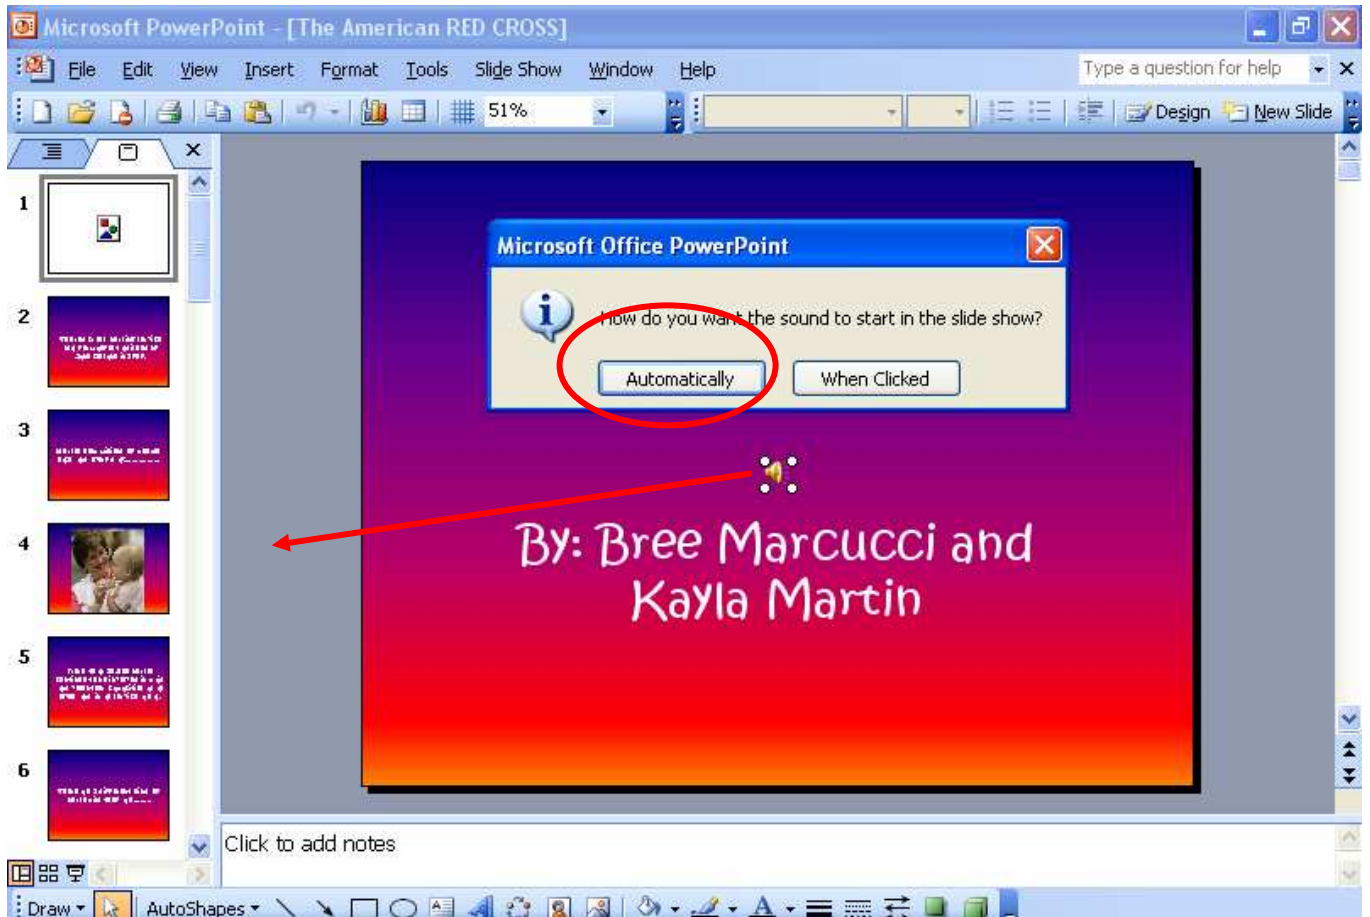 Microsoft PowerPoint - [The American RED CROSS]
File Edit View Insert Format Tools Slide Show Window Help Type a question for help
51% Design New Slide
1
2
3
4
5
6
Microsoft Office PowerPoint
How do you want the sound to start in the slide show?
Automatically When Clicked
By: Bree Marcucci and
Kayla Martin
Click to add notes
Draw AutoShapes